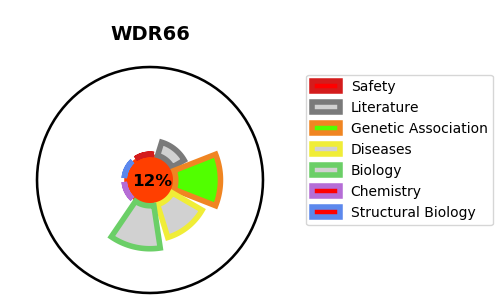 WDR66
12%
Safety
Literature
Genetic Association
Diseases
Biology
Chemistry
Structural Biology